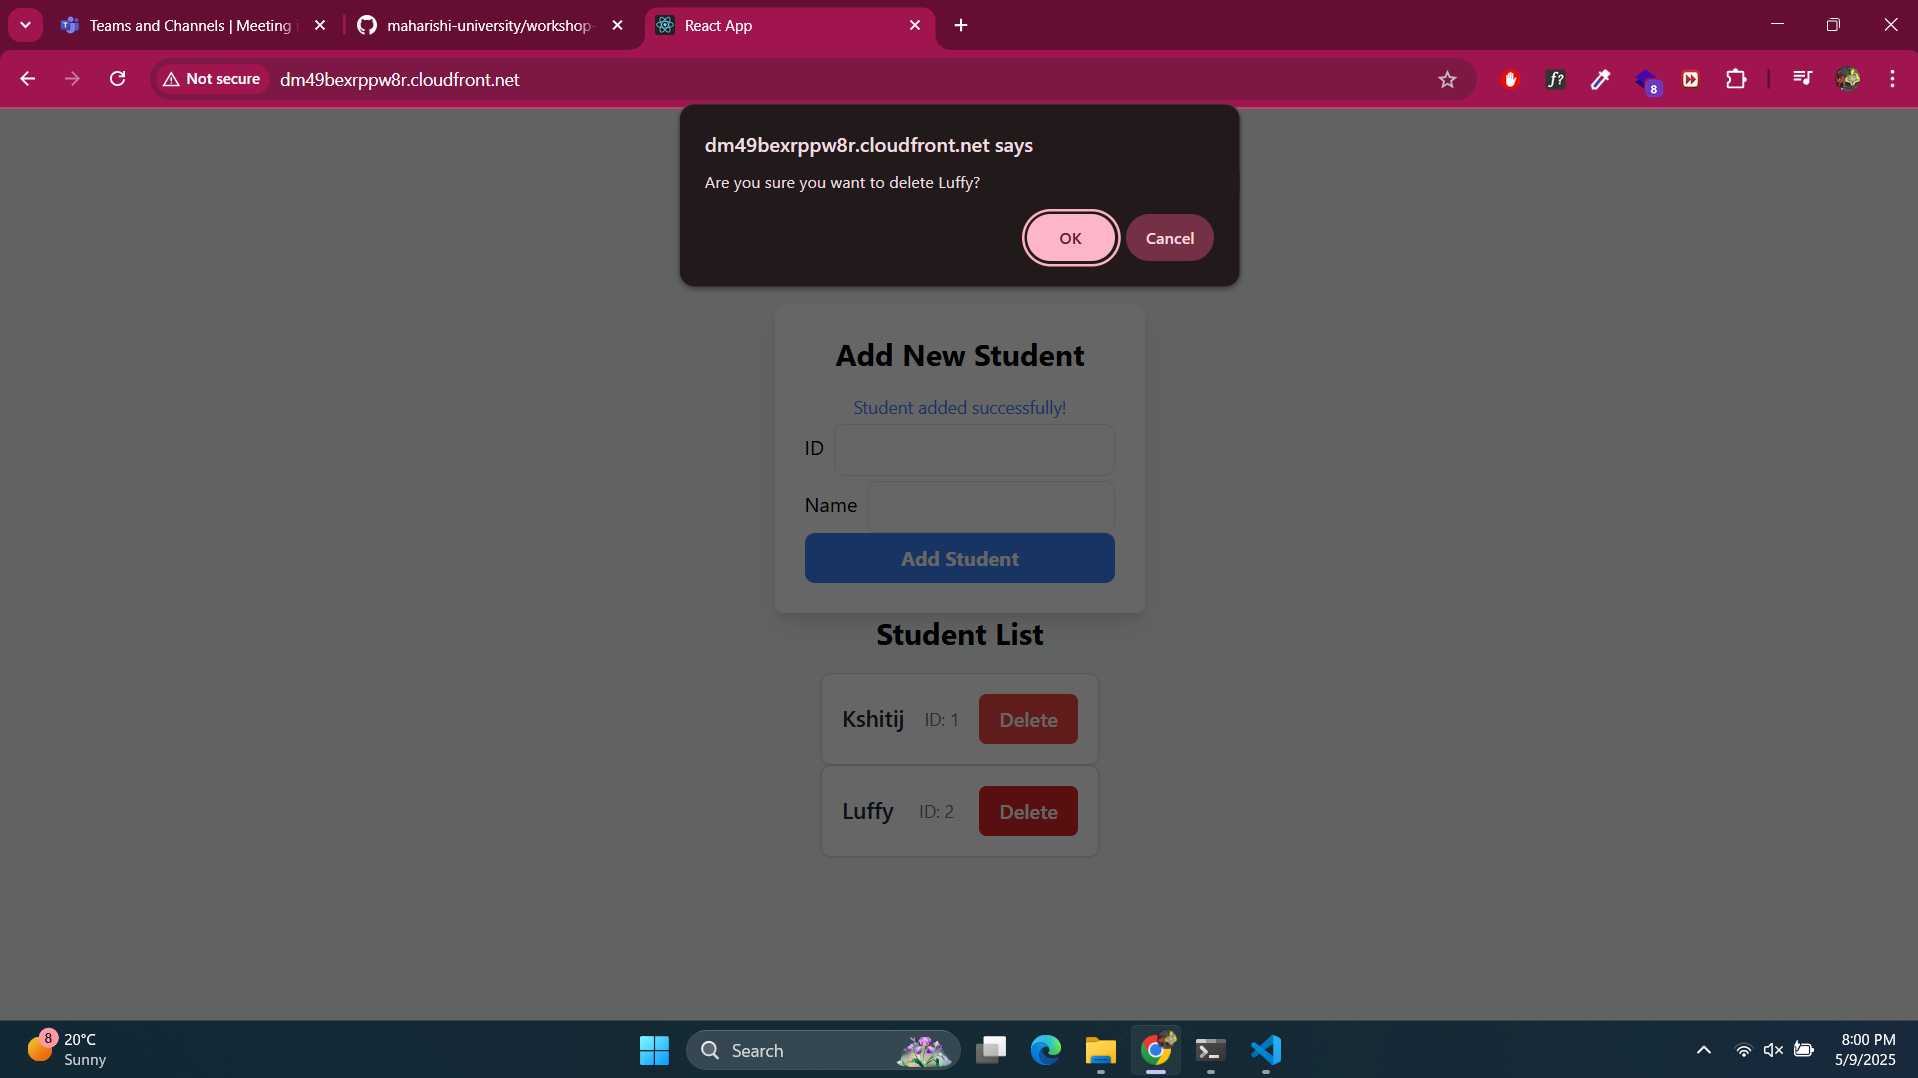 Teams and Channels | Meeting
maharishi-university/workshop-
React App
Not secure
dm49bexrppw8r.cloudfront.net
f?
8
dm49bexrppw8r.cloudfront.net says
Are you sure you want to delete Luffy?
OK
Cancel
Add New Student
Student added successfully!
ID
Name
Add Student
Student List
Kshitij ID: 1 Delete
Luffy ID: 2 Delete
8
20°C
Sunny
Search
8:00 PM
5/9/2025